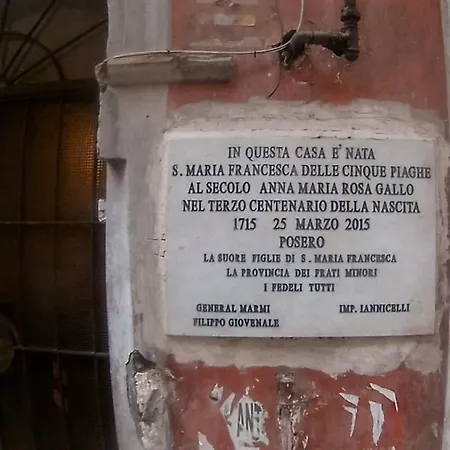 IN QUESTA CASA E' NATA
S. MARIA FRANCESCA DELLE CINQUE PIAGHE
AL SECOLO ANNA MARIA ROSA GALLO
NEL TERZO CENTENARIO DELLA NASCITA
1715 25 MARZO 2015
POSERO
LA SUORE FIGLIE DI S. MARIA FRANCESCA
LA PROVINCIA DEI FRATI MINORI
I FEDELI TUTTI
GENERAL MARMI IMP. IANNICELLI
FILIPPO GIOVENALE